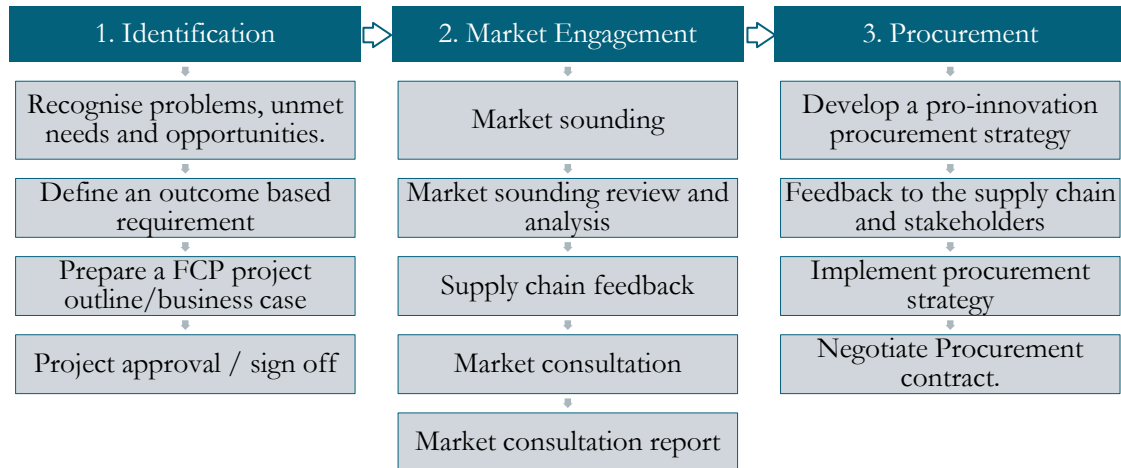 1. Identification
Recognise problems, unmet
needs and opportunities.
Define an outcome based
requirement
Prepare a FCP project
outline/business case
Project approval / sign off
2. Market Engagement
Market sounding
Market sounding review and
analysis
Supply chain feedback
Market consultation
Market consultation report
3. Procurement
Develop a pro-innovation
procurement strategy
Feedback to the supply chain
and stakeholders
Implement procurement
strategy
Negotiate Procurement
contract.